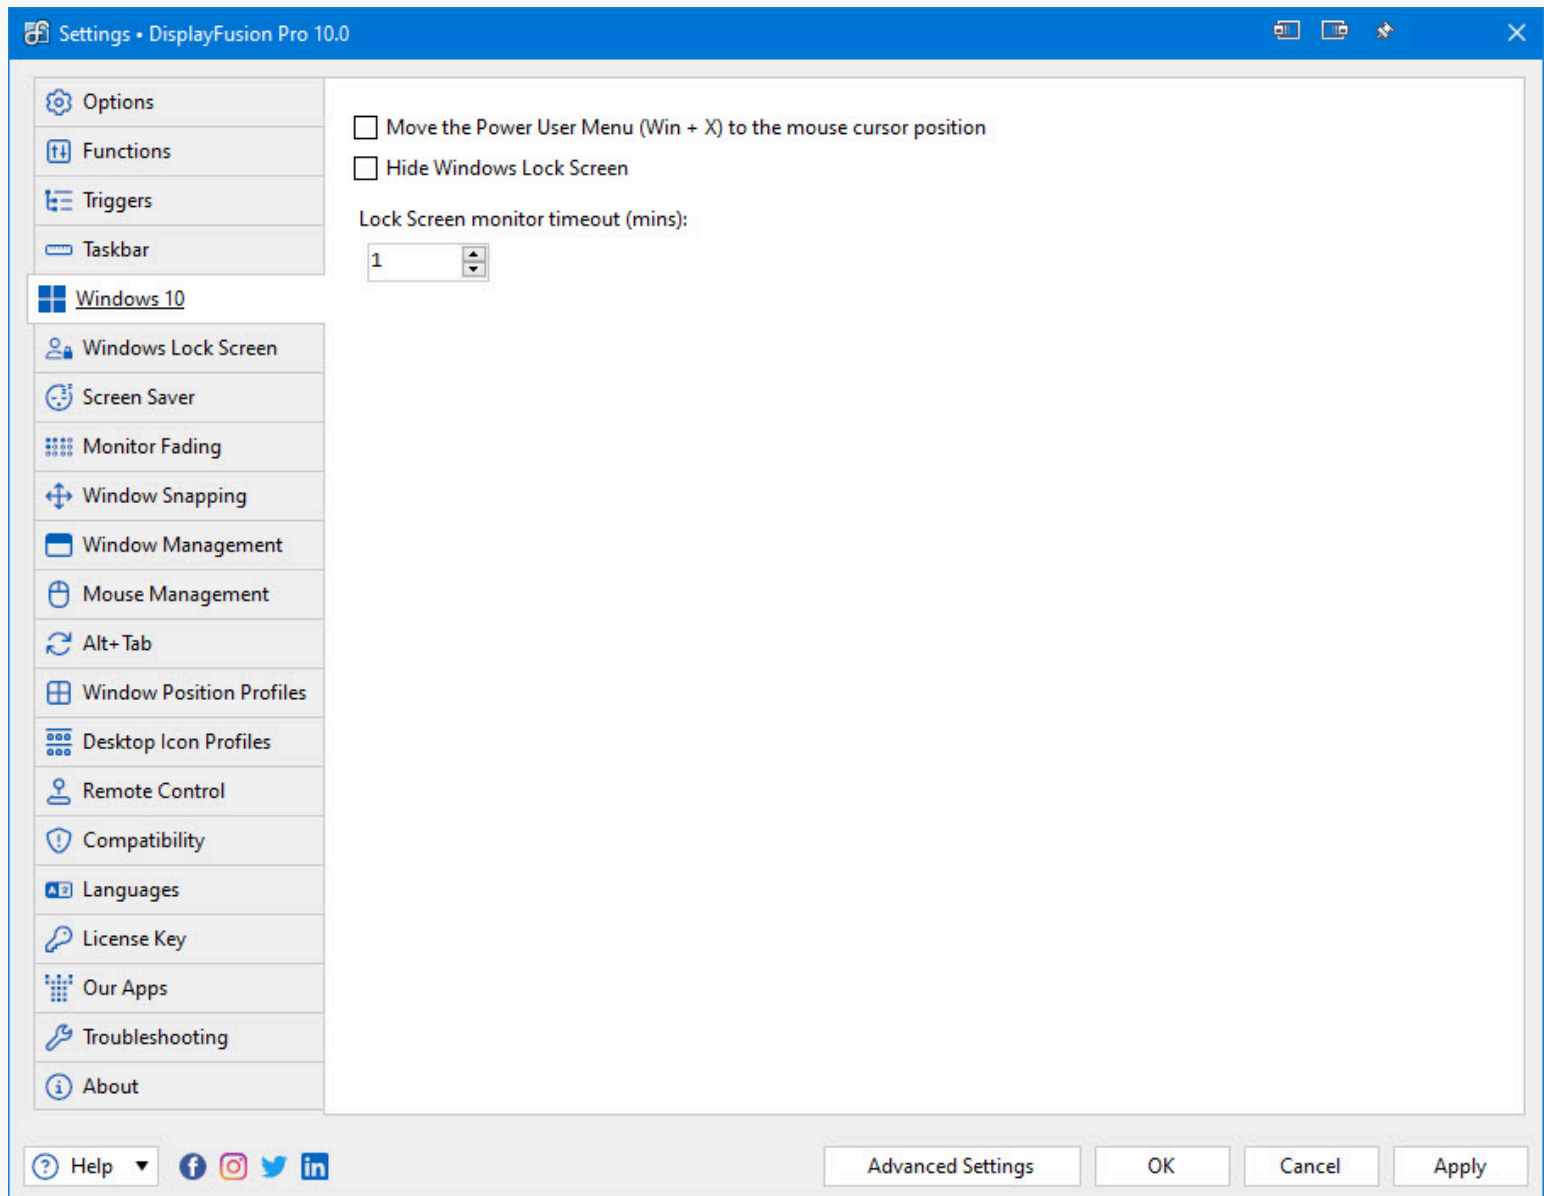 Settings • DisplayFusion Pro 10.0
Options
Functions
Triggers
Taskbar
Windows 10
Windows Lock Screen
Screen Saver
Monitor Fading
Window Snapping
Window Management
Mouse Management
Alt+Tab
Window Position Profiles
Desktop Icon Profiles
Remote Control
Compatibility
Languages
License Key
Our Apps
Troubleshooting
About
Move the Power User Menu (Win + X) to the mouse cursor position
Hide Windows Lock Screen
Lock Screen monitor timeout (mins):
1
Help
Advanced Settings
OK
Cancel
Apply